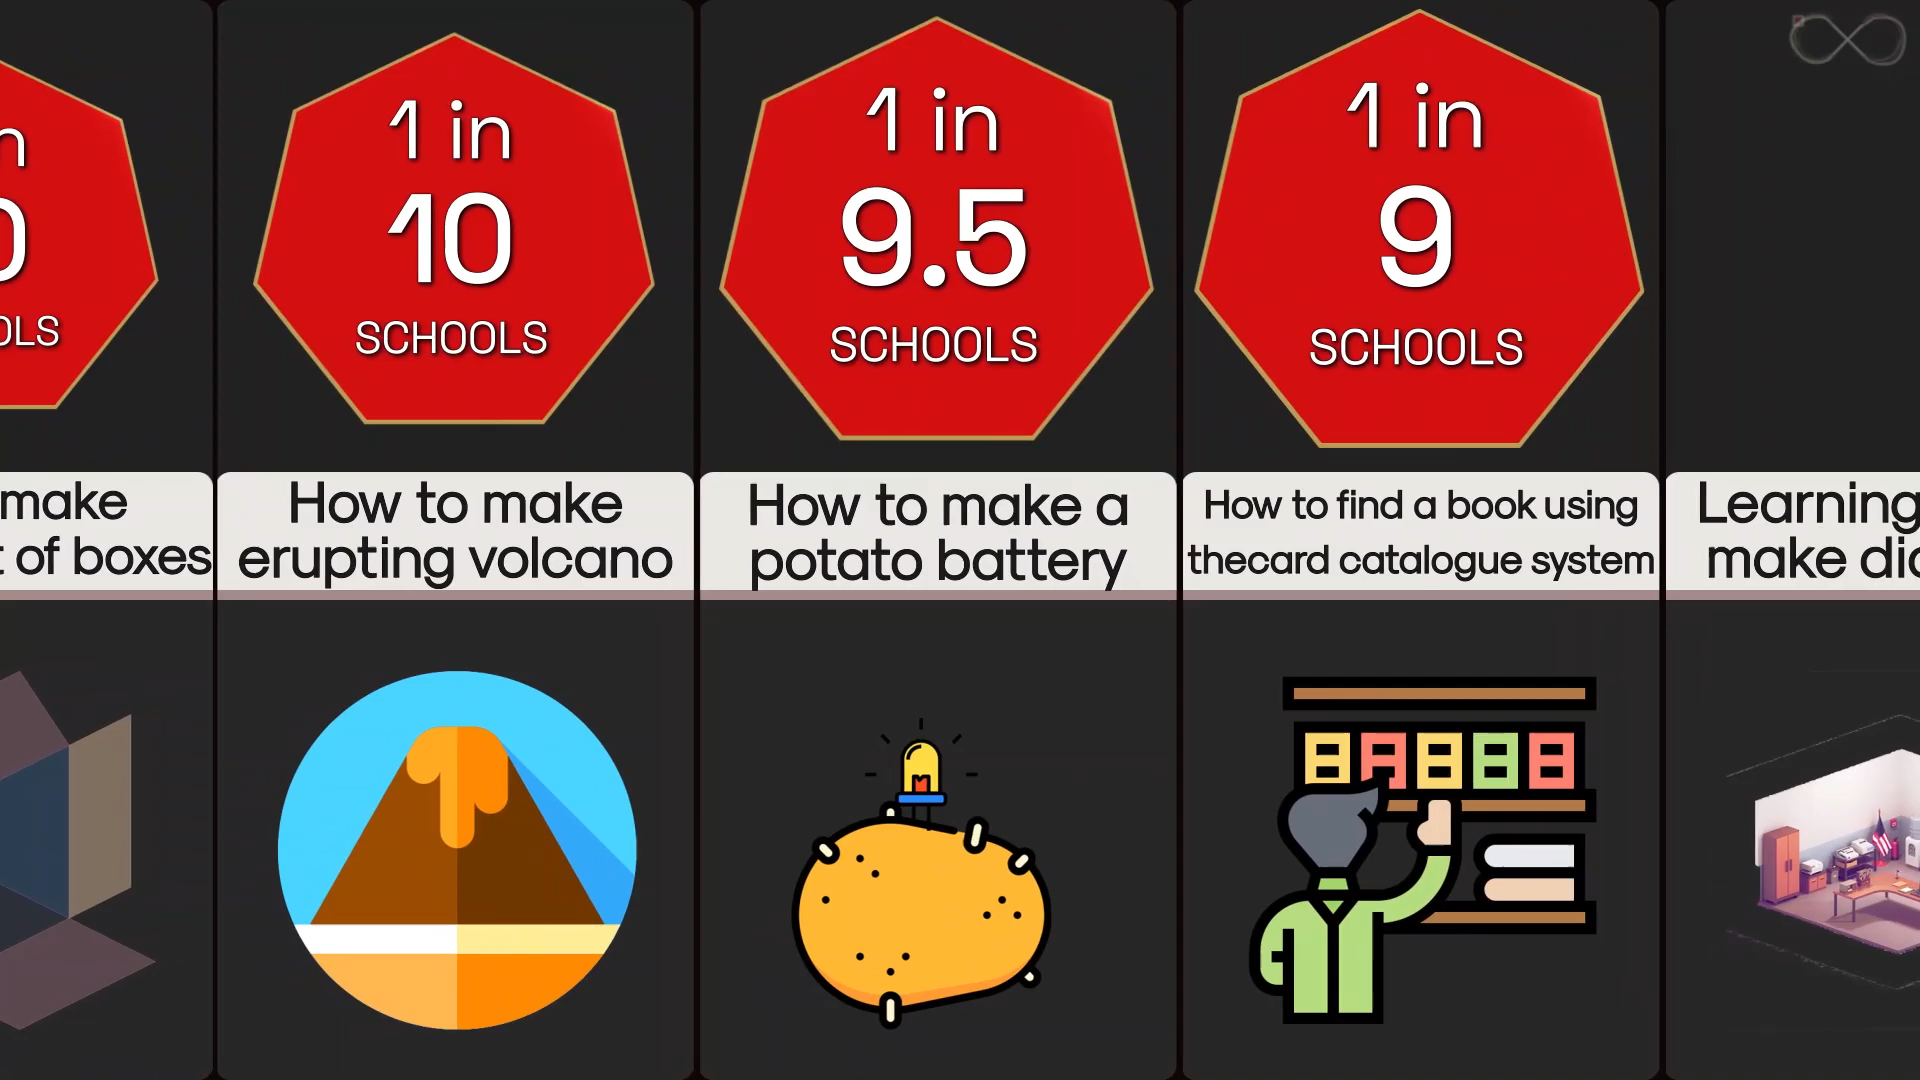 make
of boxes
1 in
10
SCHOOLS
How to make
erupting volcano
1 in
9.5
SCHOOLS
How to make a
potato battery
1 in
9
SCHOOLS
How to find a book using
thecard catalogue system
Learning
make